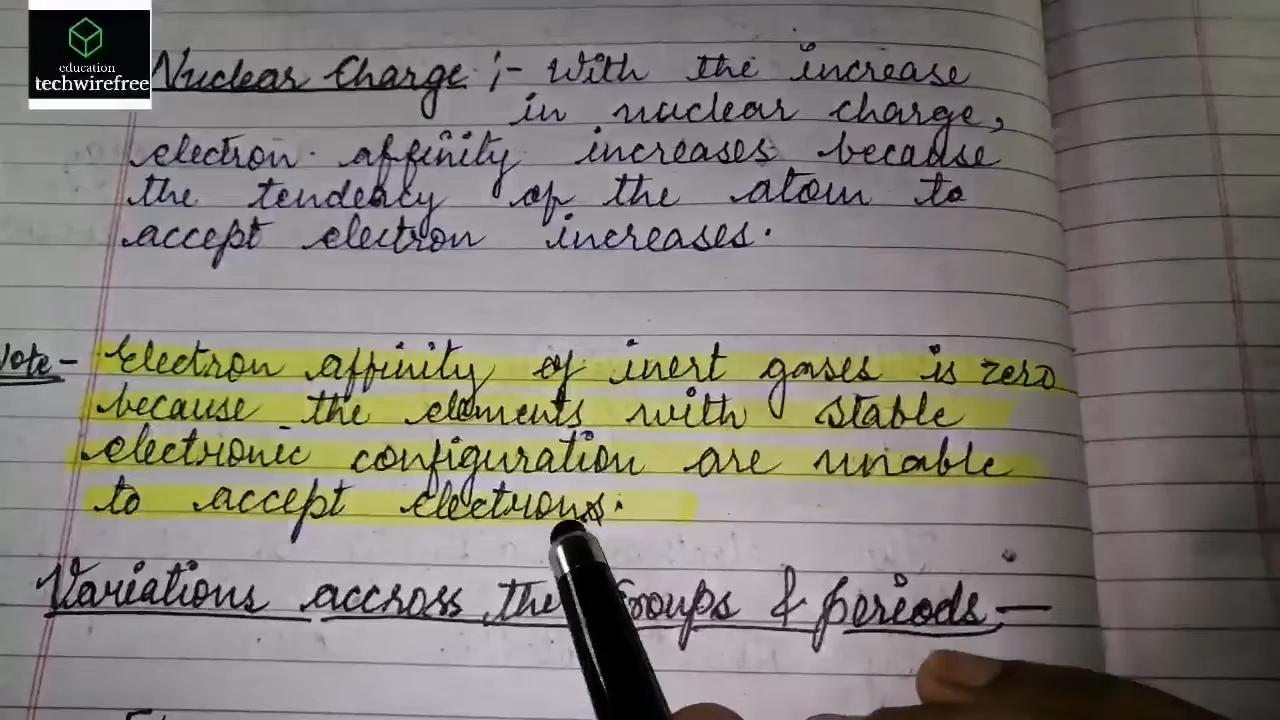 education
techwirefree
Nuclear Charge :- With the increase
in nuclear charge,
electron affinity increases because
the tendency of the atom to
accept electron increases.
Note - Electron affinity of inert gases is zero
because the elements with stable
electronic configuration are unable
to accept electrons.
Variations accross the Groups & periods :-